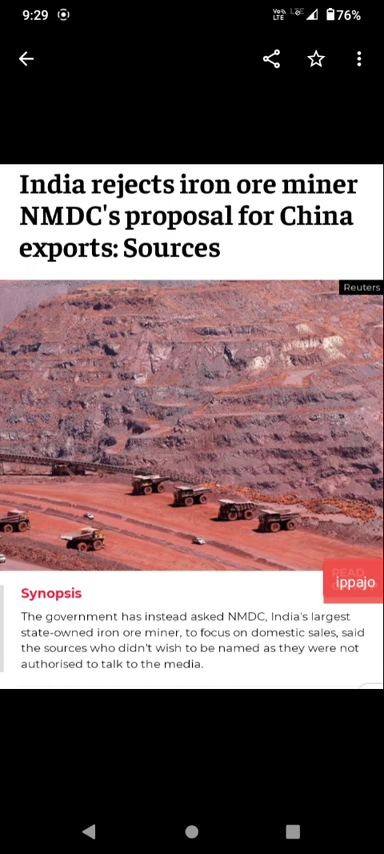 9:29 76%
India rejects iron ore miner
NMDC's proposal for China
exports: Sources
Reuters
READ
ippajo
Synopsis
The government has instead asked NMDC, India's largest
state-owned iron ore miner, to focus on domestic sales, said
the sources who didn't wish to be named as they were not
authorised to talk to the media.